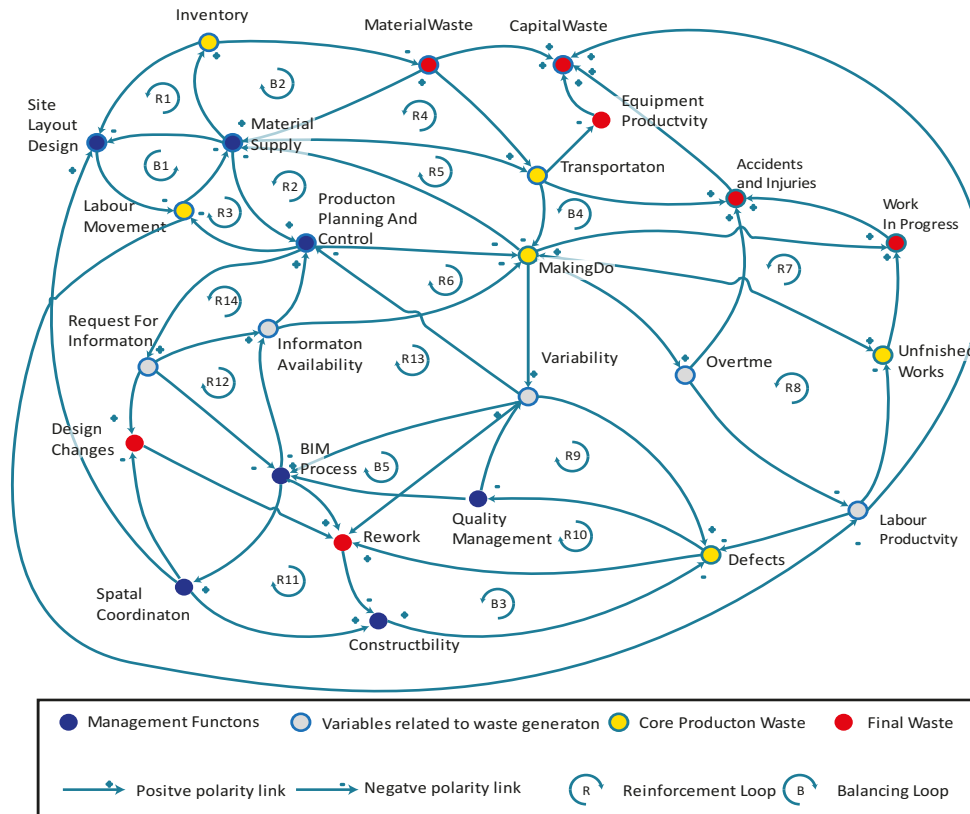 Inventory
MaterialWaste
CapitalWaste
R1
B2
R4
Equipment
Productivity
Site
Layout
Design
Material
Supply
B1
R2
R5
Transportaton
Accidents
and Injuries
Labour
Movement
R3
Producton
Planning And
Control
B4
Work
In Progress
MakingDo
R7
R6
R14
Request For
Informaton
Informaton
Availability
R13
Variability
Overtme
Unfnished
Works
R12
R8
Design
Changes
BIM
Process
B5
R9
Quality
Management
R10
Labour
Productvity
Rework
Defects
R11
Spatal
Coordinaton
B3
Constructbility
Management Functons
Variables related to waste generaton
Core Producton Waste
Final Waste
+
Positve polarity link
-
Negatve polarity link
R
Reinforcement Loop
B
Balancing Loop